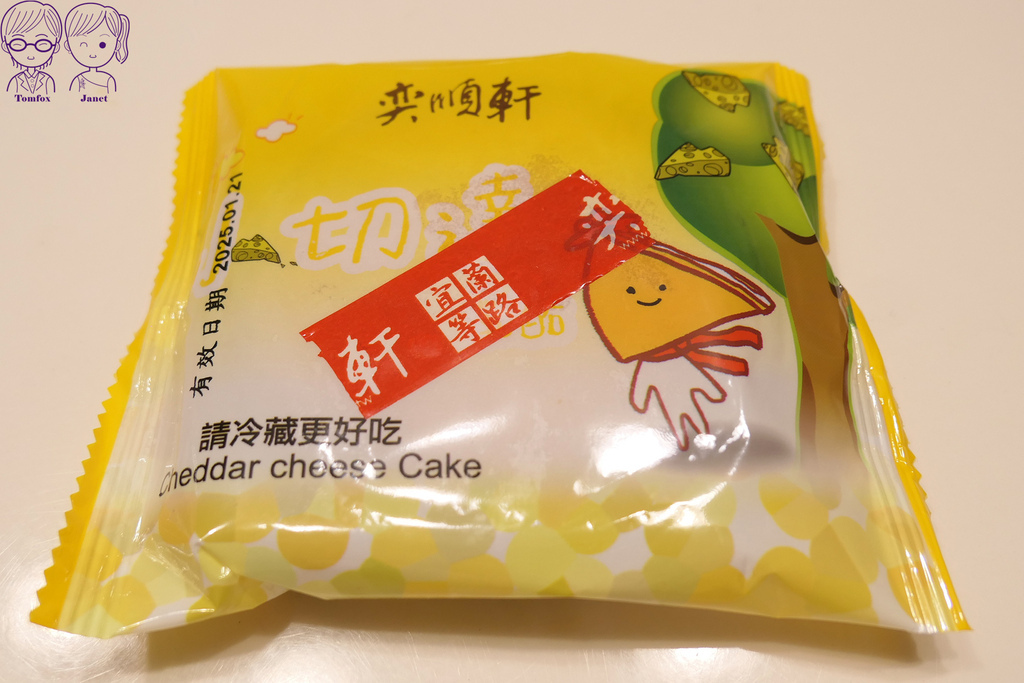 Tomfox
Janet
奕順軒
切達
有效日期 2025.01.21
奕
宜蘭
等路
軒
請冷藏更好吃
Cheddar cheese Cake